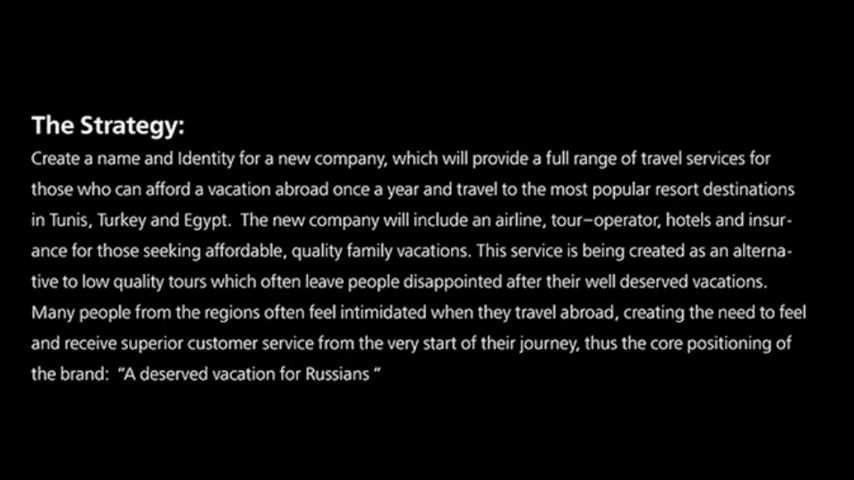 The Strategy:
Create a name and Identity for a new company, which will provide a full range of travel services for
those who can afford a vacation abroad once a year and travel to the most popular resort destinations
in Tunis, Turkey and Egypt. The new company will include an airline, tour-operator, hotels and insur-
ance for those seeking affordable, quality family vacations. This service is being created as an alterna-
tive to low quality tours which often leave people disappointed after their well deserved vacations.
Many people from the regions often feel intimidated when they travel abroad, creating the need to feel
and receive superior customer service from the very start of their journey, thus the core positioning of
the brand: “A deserved vacation for Russians ”